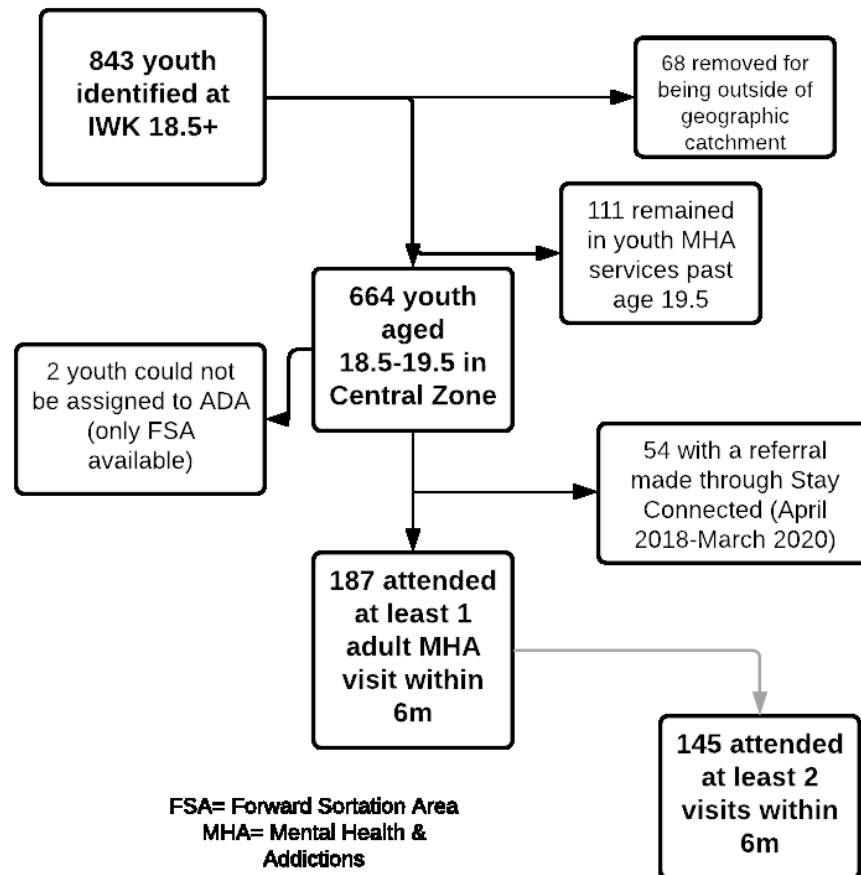 843 youth
identified at
IWK 18.5+
68 removed for
being outside of
geographic
catchment
111 remained
in youth MHA
services past
age 19.5
664 youth
aged
18.5-19.5 in
Central Zone
2 youth could not
be assigned to ADA
(only FSA
available)
54 with a referral
made through Stay
Connected (April
2018-March 2020)
187 attended
at least 1
adult MHA
visit within
6m
145 attended
at least 2
visits within
6m
FSA= Forward Sortation Area
MHA= Mental Health &
Addictions